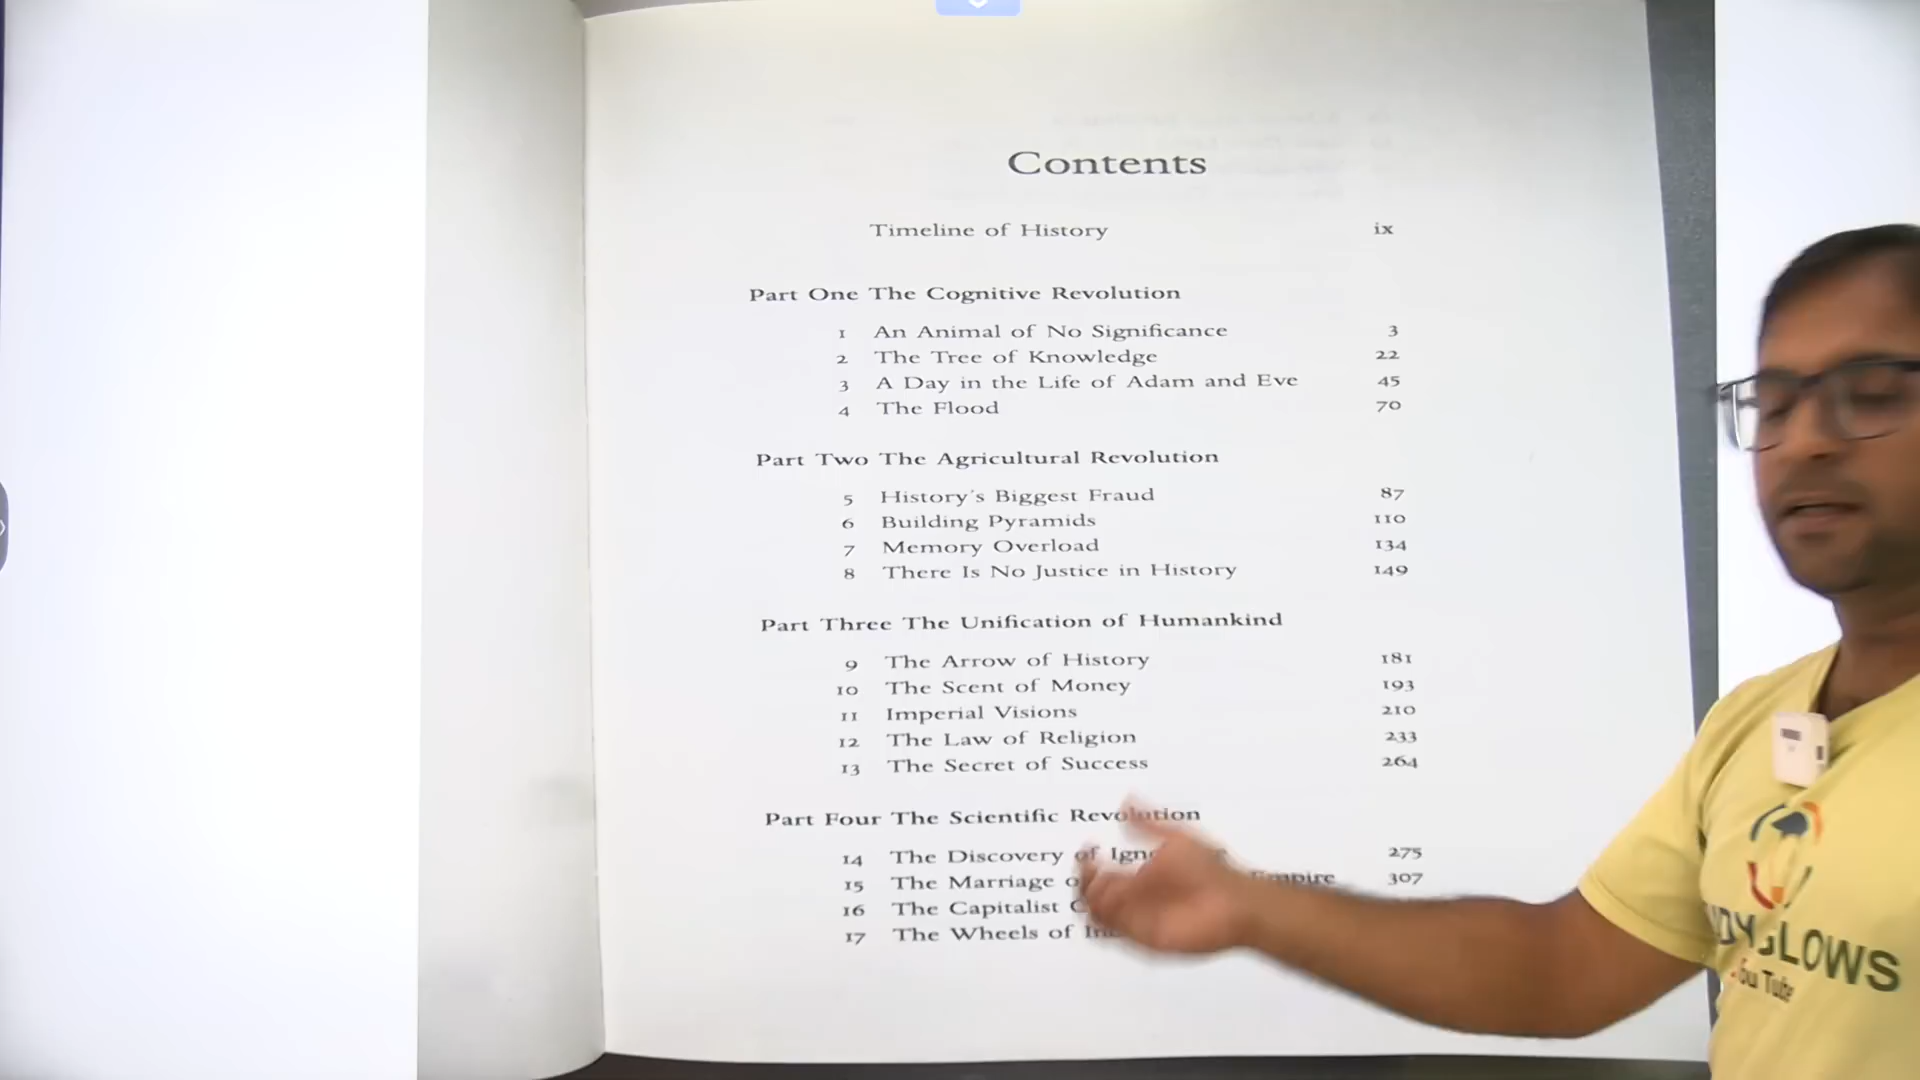 Contents
Timeline of History ix
Part One The Cognitive Revolution
1 An Animal of No Significance 3
2 The Tree of Knowledge 22
3 A Day in the Life of Adam and Eve 45
4 The Flood 70
Part Two The Agricultural Revolution
5 History's Biggest Fraud 87
6 Building Pyramids 110
7 Memory Overload 134
8 There Is No Justice in History 149
Part Three The Unification of Humankind
9 The Arrow of History 181
10 The Scent of Money 193
11 Imperial Visions 210
12 The Law of Religion 233
13 The Secret of Success 264
Part Four The Scientific Revolution
14 The Discovery of 275
15 The Marriage Empire 307
16 The Capitalist
17 The Wheels of
LOWS
You Tube